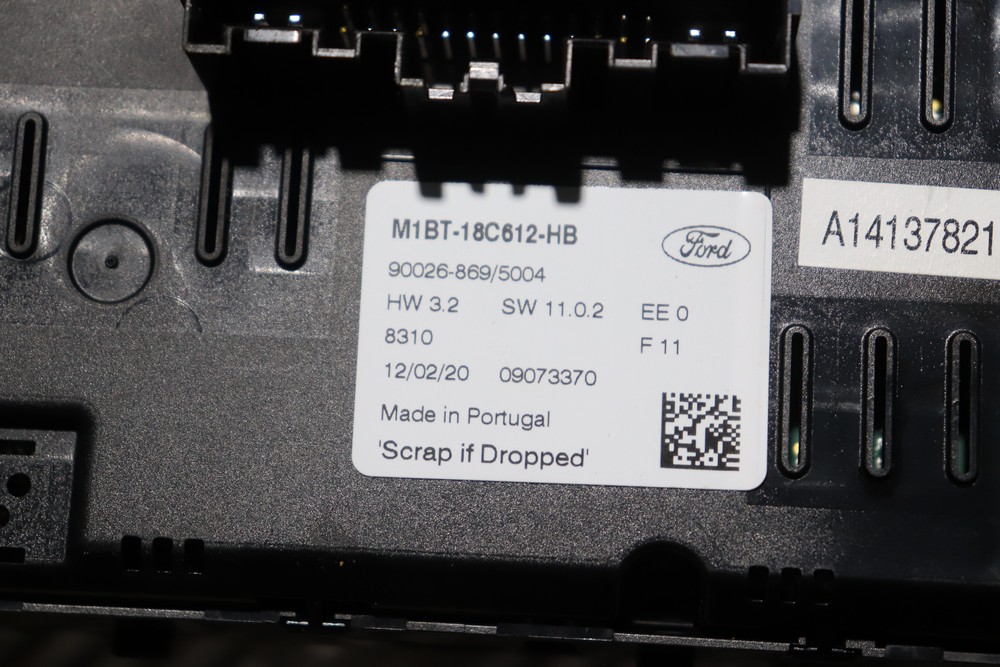 M1BT-18C612-HB
Ford
90026-869/5004
HW 3.2 SW 11.0.2 EE 0
8310 F 11
12/02/20 09073370
Made in Portugal
'Scrap if Dropped'
A14137821